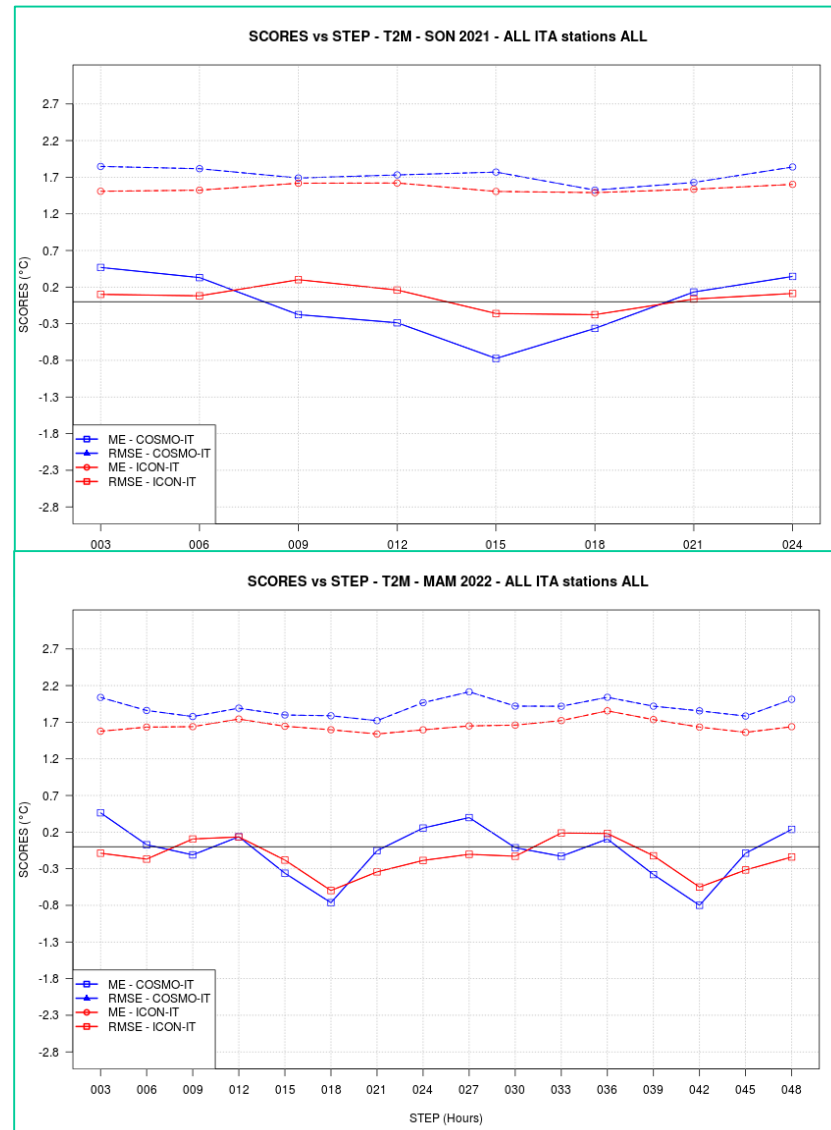 SCORES vs STEP - T2M - SON 2021 - ALL ITA stations ALL
SCORES (°C)
2.7
2.2
1.7
1.2
0.7
0.2
-0.3
-0.8
-1.3
-1.8
-2.3
-2.8
ME - COSMO-IT
RMSE - COSMO-IT
ME - ICON-IT
RMSE - ICON-IT
003 006 009 012 015 018 021 024
SCORES vs STEP - T2M - MAM 2022 - ALL ITA stations ALL
SCORES (°C)
2.7
2.2
1.7
1.2
0.7
0.2
-0.3
-0.8
-1.3
-1.8
-2.3
-2.8
ME - COSMO-IT
RMSE - COSMO-IT
ME - ICON-IT
RMSE - ICON-IT
003 006 009 012 015 018 021 024 027 030 033 036 039 042 045 048
STEP (Hours)